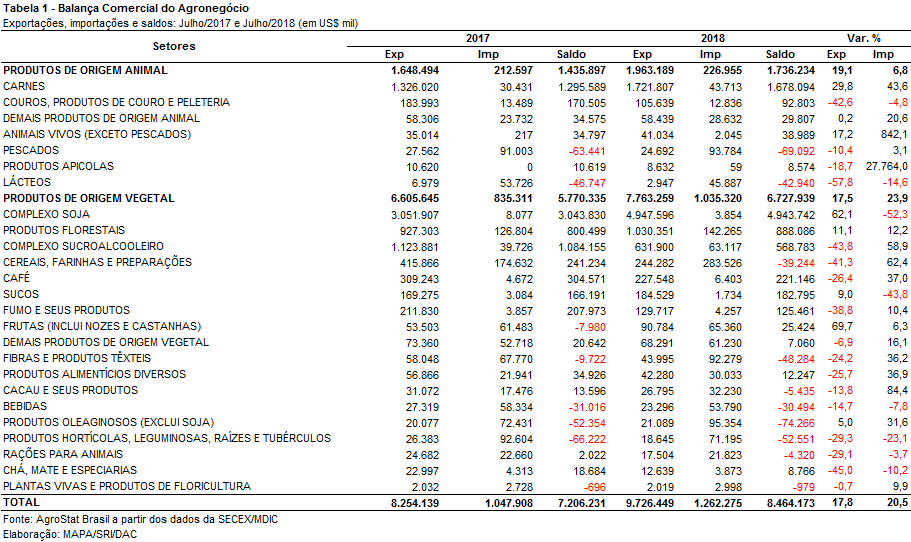 Tabela 1 - Balança Comercial do Agronegócio
Exportações, importações e saldos: Julho/2017 e Julho/2018 (em US$ mil)
Setores 2017 2018 Var. %
Exp Imp Saldo Exp Imp Saldo Exp Imp
PRODUTOS DE ORIGEM ANIMAL 1.648.494 212.597 1.435.897 1.963.189 226.955 1.736.234 19,1 6,8
CARNES 1.326.020 30.431 1.295.589 1.721.807 43.713 1.678.094 29,8 43,6
COUROS, PRODUTOS DE COURO E PELETERIA 183.993 13.489 170.505 105.639 12.836 92.803 -42,6 -4,8
DEMAIS PRODUTOS DE ORIGEM ANIMAL 58.306 23.732 34.575 58.439 28.632 29.807 0,2 20,6
ANIMAIS VIVOS (EXCETO PESCADOS) 35.014 217 34.797 41.034 2.045 38.989 17,2 842,1
PESCADOS 27.562 91.003 -63.441 24.692 93.784 -69.092 -10,4 3,1
PRODUTOS APICOLAS 10.620 0 10.619 8.632 59 8.574 -18,7 27.764,0
LÁCTEOS 6.979 53.726 -46.747 2.947 45.887 -42.940 -57,8 -14,6
PRODUTOS DE ORIGEM VEGETAL 6.605.645 835.311 5.770.335 7.763.259 1.035.320 6.727.939 17,5 23,9
COMPLEXO SOJA 3.051.907 8.077 3.043.830 4.947.596 3.854 4.943.742 62,1 -52,3
PRODUTOS FLORESTAIS 927.303 126.804 800.499 1.030.351 142.265 888.086 11,1 12,2
COMPLEXO SUCROALCOOLEIRO 1.123.881 39.726 1.084.155 631.900 63.117 568.783 -43,8 58,9
CEREAIS, FARINHAS E PREPARAÇÕES 415.866 174.632 241.234 244.282 283.526 -39.244 -41,3 62,4
CAFÉ 309.243 4.672 304.571 227.548 6.403 221.146 -26,4 37,0
SUCOS 169.275 3.084 166.191 184.529 1.734 182.795 9,0 -43,8
FUMO E SEUS PRODUTOS 211.830 3.857 207.973 129.717 4.257 125.461 -38,8 10,4
FRUTAS (INCLUI NOZES E CASTANHAS) 53.503 61.483 -7.980 90.784 65.360 25.424 69,7 6,3
DEMAIS PRODUTOS DE ORIGEM VEGETAL 73.360 52.718 20.642 68.291 61.230 7.060 -6,9 16,1
FIBRAS E PRODUTOS TÊXTEIS 58.048 67.770 -9.722 43.995 92.279 -48.284 -24,2 36,2
PRODUTOS ALIMENTÍCIOS DIVERSOS 56.866 21.941 34.926 42.280 30.033 12.247 -25,7 36,9
CACAU E SEUS PRODUTOS 31.072 17.476 13.596 26.795 32.230 -5.435 -13,8 84,4
BEBIDAS 27.319 58.334 -31.016 23.296 53.790 -30.494 -14,7 -7,8
PRODUTOS OLEAGINOSOS (EXCLUI SOJA) 20.077 72.431 -52.354 21.089 95.354 -74.266 5,0 31,6
PRODUTOS HORTÍCOLAS, LEGUMINOSAS, RAÍZES E TUBÉRCULOS 26.383 92.604 -66.222 18.645 71.195 -52.551 -29,3 -23,1
RAÇÕES PARA ANIMAIS 24.682 22.660 2.022 17.504 21.823 -4.320 -29,1 -3,7
CHÁ, MATE E ESPECIARIAS 22.997 4.313 18.684 12.639 3.873 8.766 -45,0 -10,2
PLANTAS VIVAS E PRODUTOS DE FLORICULTURA 2.032 2.728 -696 2.019 2.998 -979 -0,7 9,9
TOTAL 8.254.139 1.047.908 7.206.231 9.726.449 1.262.275 8.464.173 17,8 20,5
Fonte: AgroStat Brasil a partir dos dados da SECEX/MDIC
Elaboração: MAPA/SRI/DAC